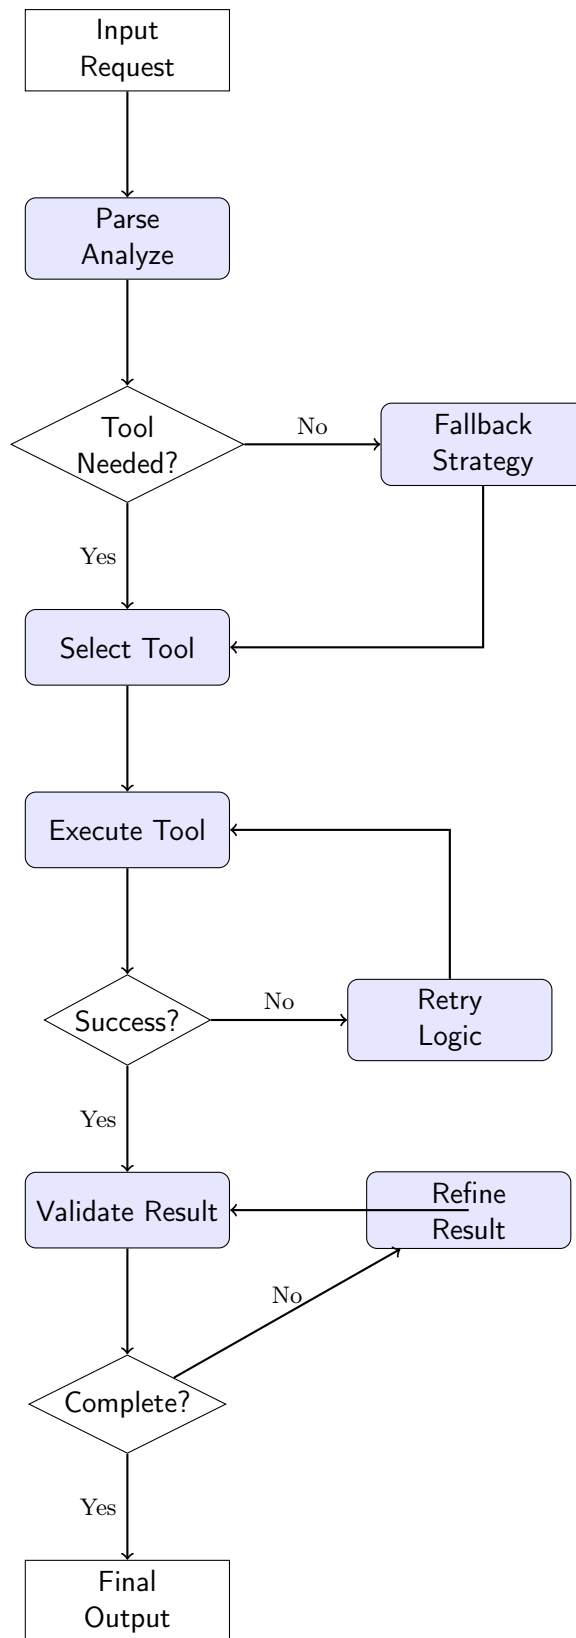 Input
Request
Parse
Analyze
Tool
Needed?
No
Fallback
Strategy
Yes
Select Tool
Execute Tool
Success?
No
Retry
Logic
Yes
Validate Result
Refine
Result
No
Complete?
Yes
Final
Output